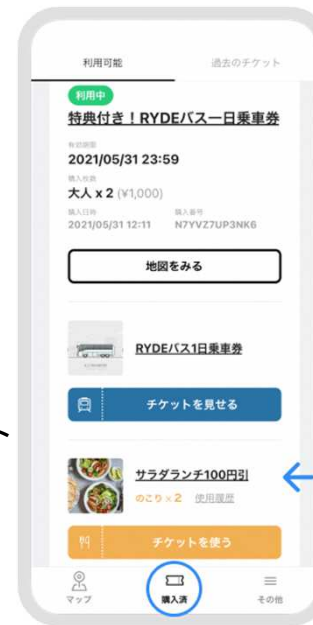 利用可能 過去のチケット
利用中
特典付き！RYDEバス一日乗車券
有効期限
2021/05/31 23:59
購入枚数
大人 x 2 (¥1,000)
購入日時 購入番号
2021/05/31 12:11 N7YVZ7UP3NK6
地図をみる
RYDEバス1日乗車券
チケットを見せる
サラダランチ100円引
のこり × 2 使用履歴
チケットを使う
マップ 購入済 その他